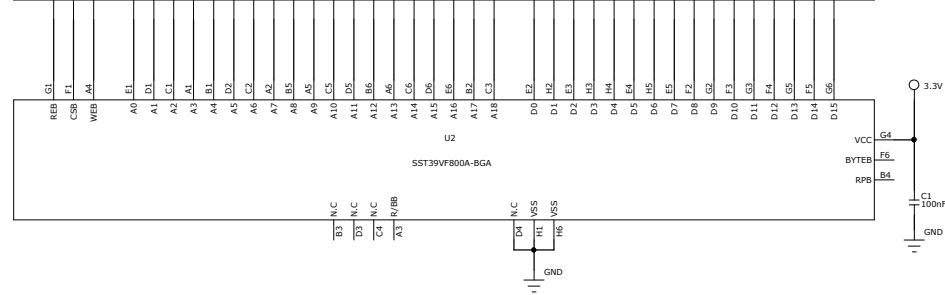 G1 F1 A4 E1 D1 C1 A1 B1 D2 C2 A2 B5 A5 C5 D5 B6 A6 C6 D6 E6 B2 C3 E2 H2 E3 H3 H4 E4 H5 E5 F2 G2 F3 G3 F4 G5 F5 G6
REB CSB WEB A0 A1 A2 A3 A4 A5 A6 A7 A8 A9 A10 A11 A12 A13 A14 A15 A16 A17 A18 D0 D1 D2 D3 D4 D5 D6 D7 D8 D9 D10 D11 D12 D13 D14 D15
3.3V
U2
VCC G4
SST39VF800A-BGA
BYTEB F6
RPB B4
C1
100nF
N.C N.C N.C R/BB N.C VSS VSS
B3 D3 C4 A3 D4 H1 H6
GND
GND